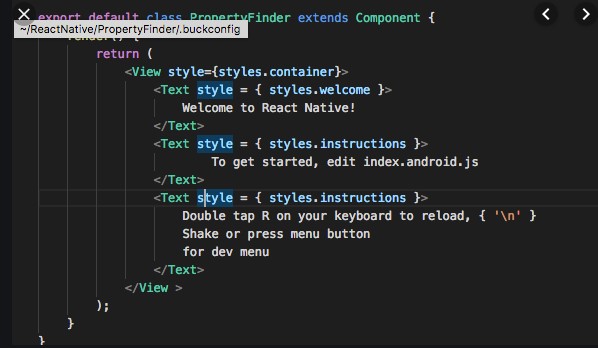 export default class PropertyFinder extends Component {
~/ReactNative/PropertyFinder/.buckconfig
return (
<View style={styles.container}>
<Text style = { styles.welcome }>
Welcome to React Native!
</Text>
<Text style = { styles.instructions }>
To get started, edit index.android.js
</Text>
<Text style = { styles.instructions }>
Double tap R on your keyboard to reload, { '\n' }
Shake or press menu button
for dev menu
</Text>
</View >
);
}
}